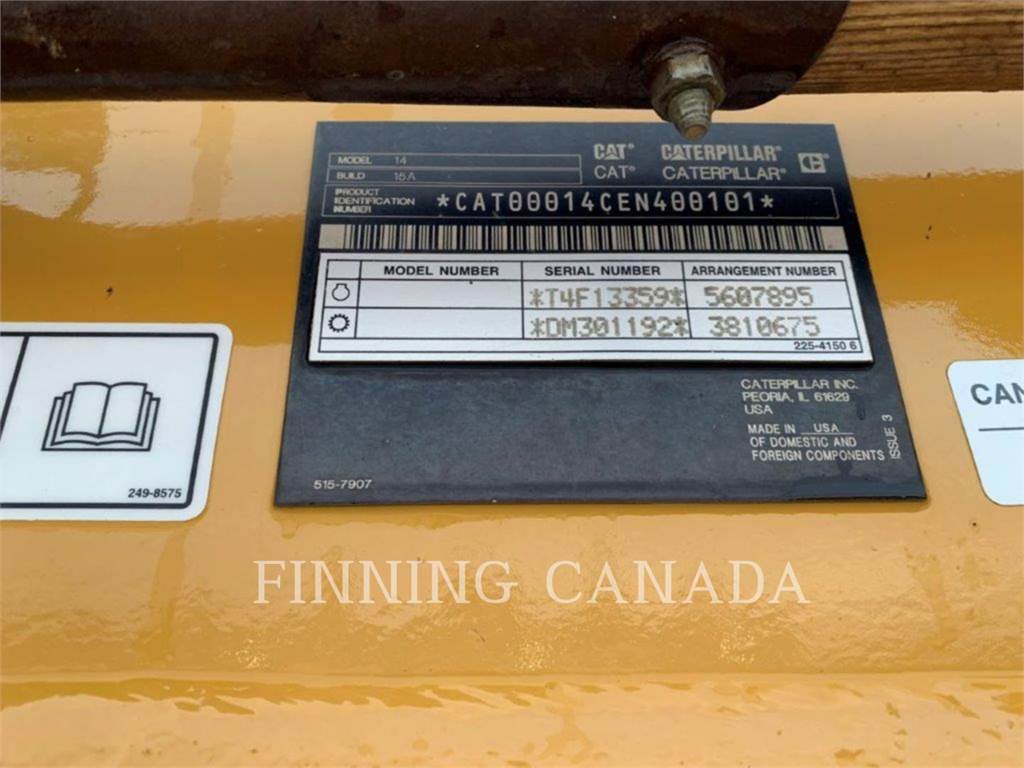 MODEL 14
BUILD 15A
CAT® CATERPILLAR®
CAT® CATERPILLAR®
PRODUCT
IDENTIFICATION
NUMBER
*CAT00014CEN400101*
MODEL NUMBER SERIAL NUMBER ARRANGEMENT NUMBER
*T4F13359* 5607895
*DM301192* 3810675
225-4150 6
CATERPILLAR INC.
PEORIA, IL 61629
USA
MADE IN USA
OF DOMESTIC AND
FOREIGN COMPONENTS
ISSUE 3
515-7907
249-8575
CAN
FINNING CANADA